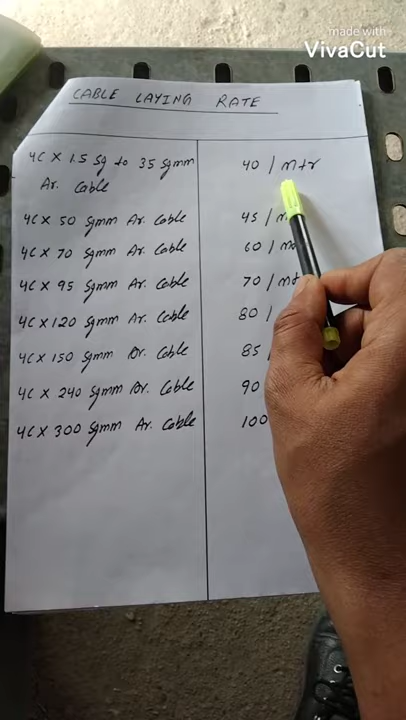 made with
VivaCut
CABLE LAYING RATE
4C X 1.5 Sq to 35 Sqmm 40 / mtr
Ar. Cable
4C X 50 Sqmm Ar. Cable 45 /
4C X 70 Sqmm Ar. Cable 60 /
4C X 95 Sqmm Ar. Cable 70 /
4C X 120 Sqmm Ar. Cable 80 /
4C X 150 Sqmm Ar. Cable 85
4C X 240 Sqmm Ar. Cable 90
4C X 300 Sqmm Ar. Cable 100